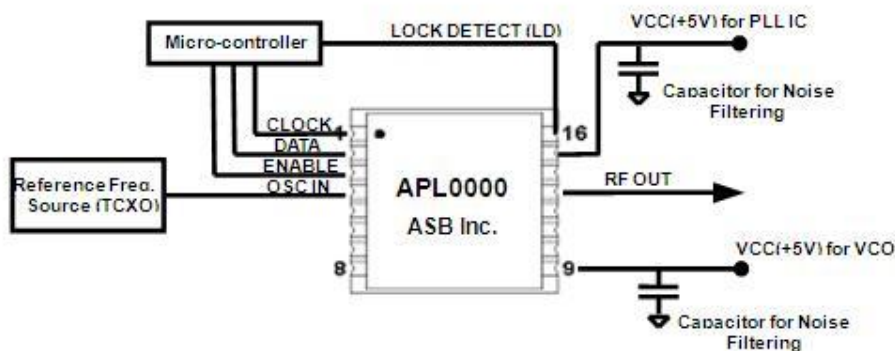 VCC(+5V) for PLL IC
Micro-controller
LOCK DETECT (LD)
Capacitor for Noise
Filtering
CLOCK
1
16
DATA
ENABLE
Reference Freq.
Source (TCXO)
OSC IN
APL0000
RF OUT
ASB Inc.
VCC(+5V) for VCO
8
9
Capacitor for Noise
Filtering